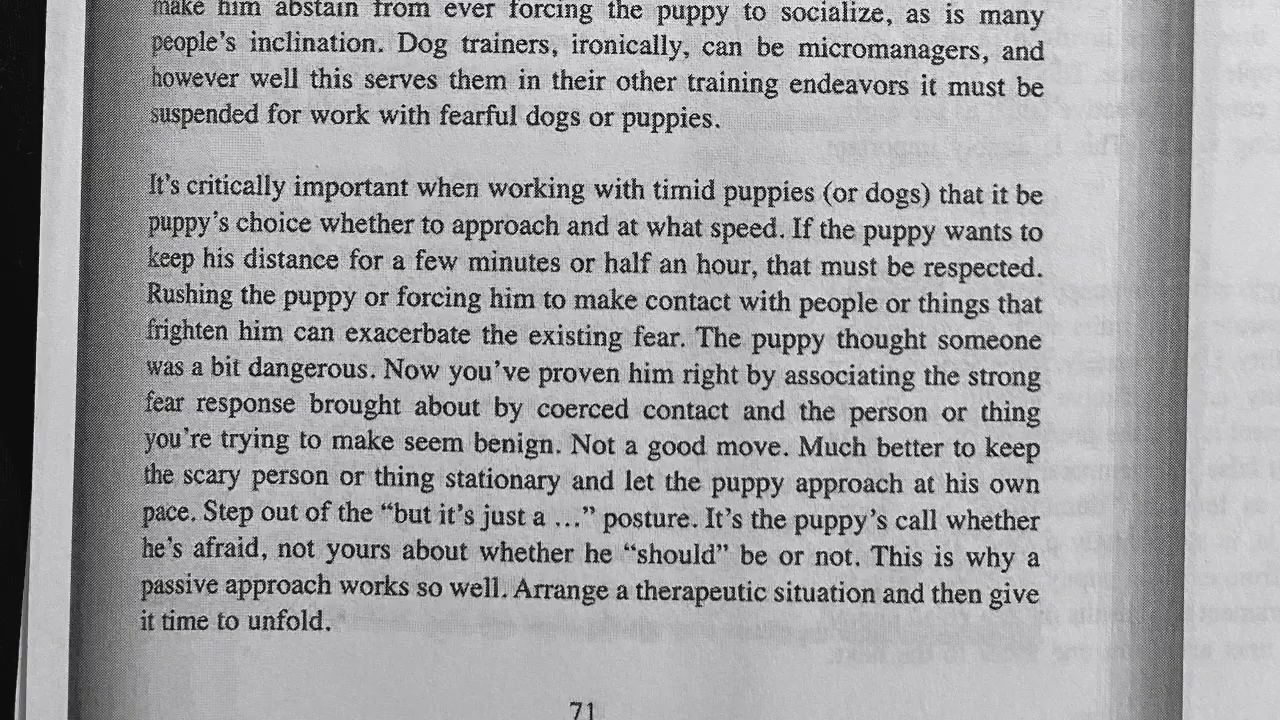 make him abstain from ever forcing the puppy to socialize, as is many
people's inclination. Dog trainers, ironically, can be micromanagers, and
however well this serves them in their other training endeavors it must be
suspended for work with fearful dogs or puppies.
It's critically important when working with timid puppies (or dogs) that it be
puppy's choice whether to approach and at what speed. If the puppy wants to
keep his distance for a few minutes or half an hour, that must be respected.
Rushing the puppy or forcing him to make contact with people or things that
frighten him can exacerbate the existing fear. The puppy thought someone
was a bit dangerous. Now you've proven him right by associating the strong
fear response brought about by coerced contact and the person or thing
you're trying to make seem benign. Not a good move. Much better to keep
the scary person or thing stationary and let the puppy approach at his own
pace. Step out of the “but it's just a ...” posture. It's the puppy's call whether
he's afraid, not yours about whether he “should” be or not. This is why a
passive approach works so well. Arrange a therapeutic situation and then give
it time to unfold.
71